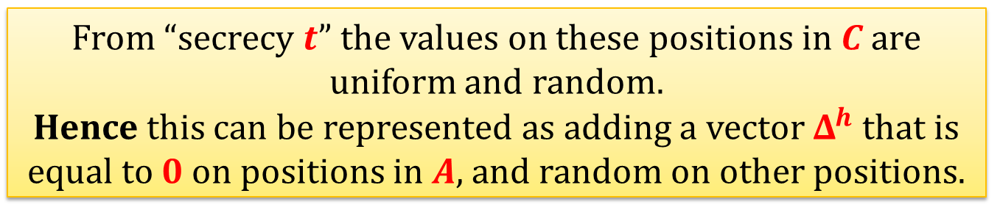 From “secrecy t” the values on these positions in C are
uniform and random.
Hence this can be represented as adding a vector Δʰ that is
equal to 0 on positions in A, and random on other positions.